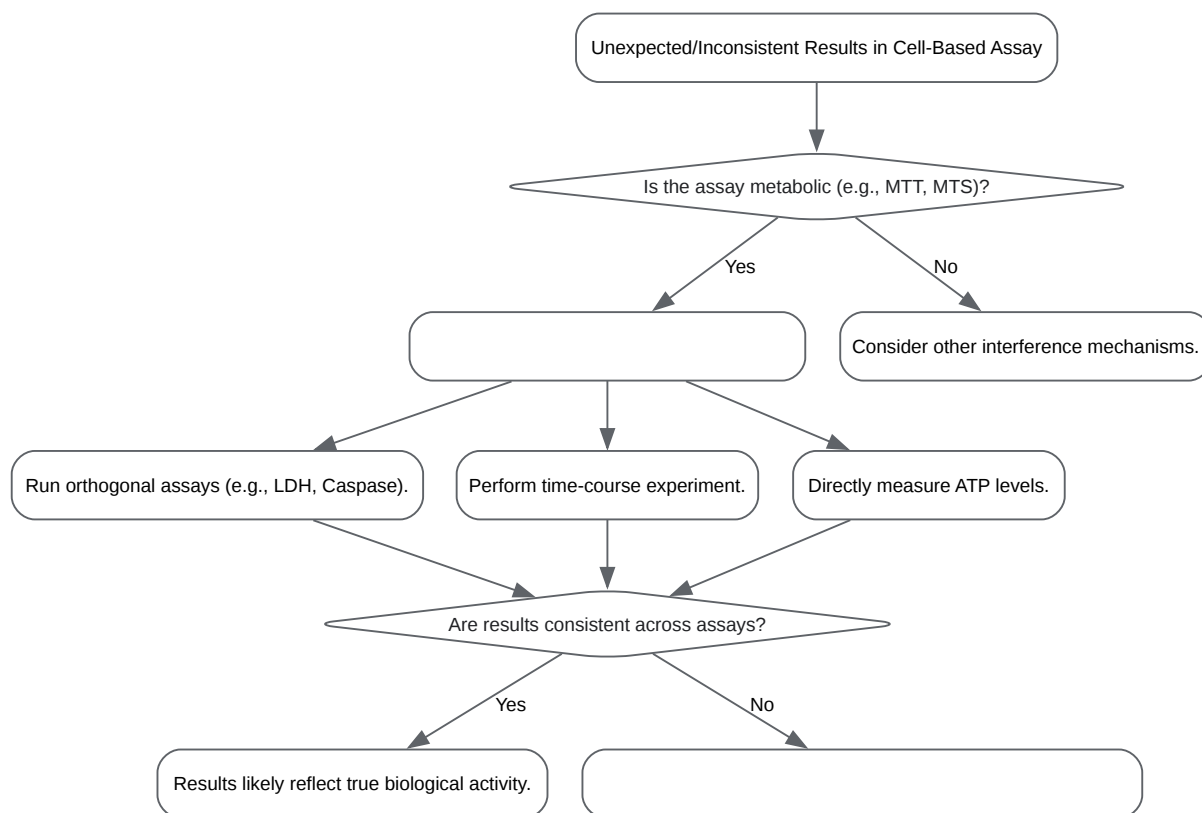 Unexpected/Inconsistent Results in Cell-Based Assay
Is the assay metabolic (e.g., MTT, MTS)?
Yes
No
Consider other interference mechanisms.
Run orthogonal assays (e.g., LDH, Caspase).
Perform time-course experiment.
Directly measure ATP levels.
Are results consistent across assays?
Yes
No
Results likely reflect true biological activity.